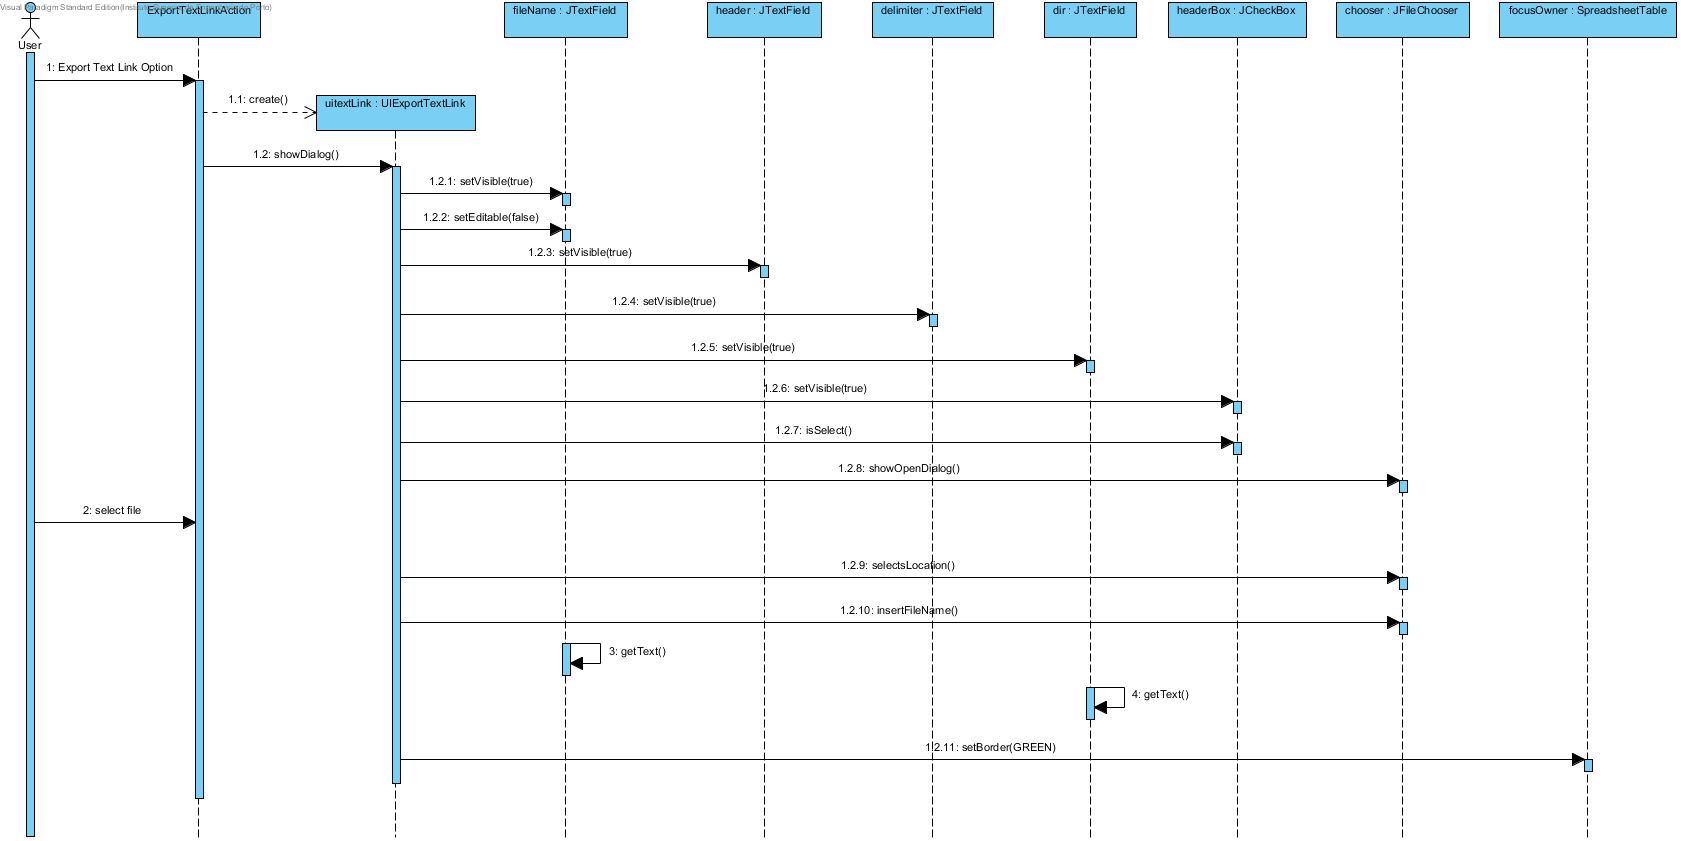 Visual Paradigm Standard Edition(Instituto
Porto)
ExportTextLinkAction
fileName : JTextField
header : JTextField
delimiter : JTextField
dir : JTextField
headerBox : JCheckBox
chooser : JFileChooser
focusOwner : SpreadsheetTable
User
1: Export Text Link Option
1.1: create()
uitextLink : UIExportTextLink
1.2: showDialog()
1.2.1: setVisible(true)
1.2.2: setEditable(false)
1.2.3: setVisible(true)
1.2.4: setVisible(true)
1.2.5: setVisible(true)
1.2.6: setVisible(true)
1.2.7: isSelect()
1.2.8: showOpenDialog()
2: select file
1.2.9: selectsLocation()
1.2.10: insertFileName()
3: getText()
4: getText()
1.2.11: setBorder(GREEN)